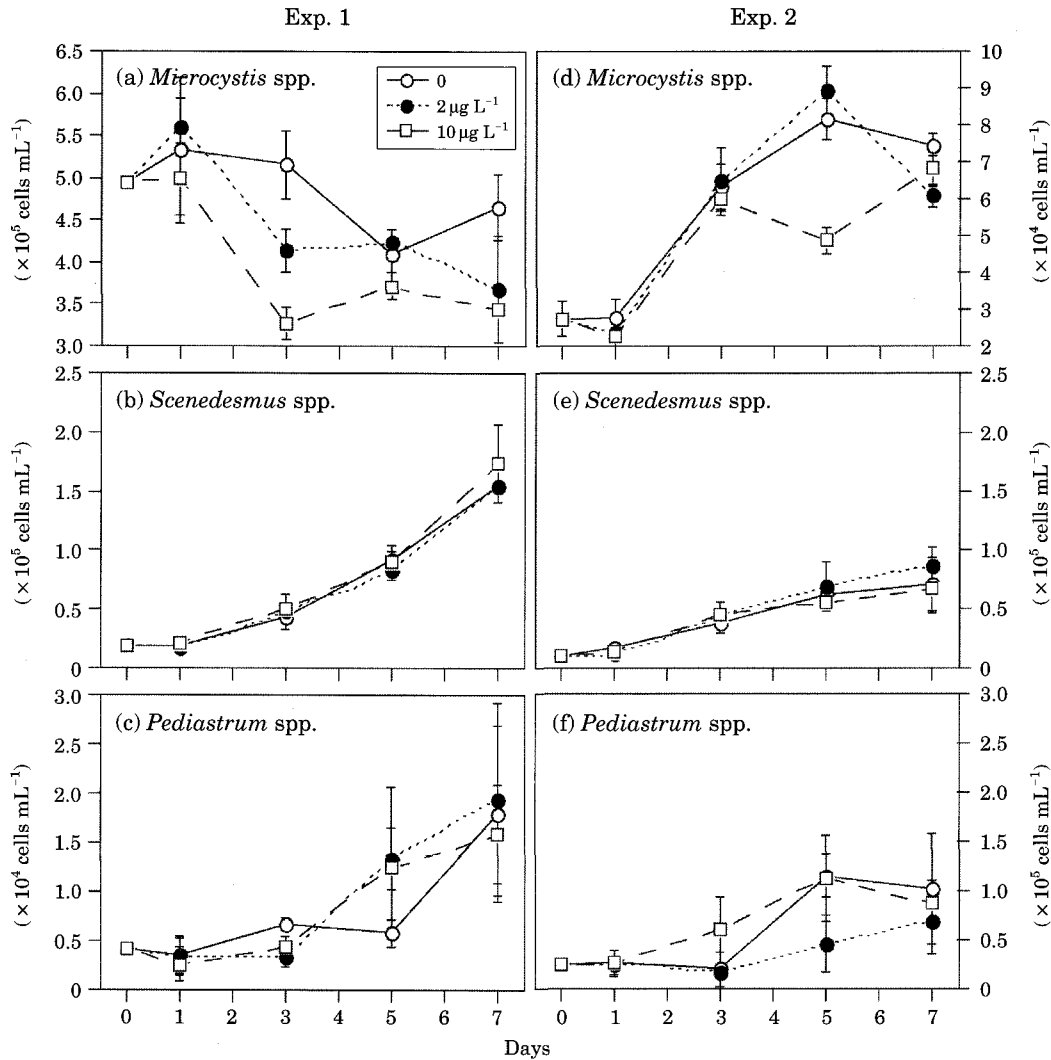 Exp. 1
Exp. 2
(a) Microcystis spp.
0
2 µg L⁻¹
10 µg L⁻¹
6.5
6.0
5.5
5.0
4.5
4.0
3.5
3.0
(×10⁵ cells mL⁻¹)
0 1 2 3 4 5 6 7
(d) Microcystis spp.
10
9
8
7
6
5
4
3
2
(×10⁴ cells mL⁻¹)
(b) Scenedesmus spp.
2.5
2.0
1.5
1.0
0.5
0
(×10⁵ cells mL⁻¹)
(e) Scenedesmus spp.
2.5
2.0
1.5
1.0
0.5
0
(×10⁵ cells mL⁻¹)
(c) Pediastrum spp.
3.0
2.5
2.0
1.5
1.0
0.5
0
(×10⁴ cells mL⁻¹)
0 1 3 5 7
(f) Pediastrum spp.
3.0
2.5
2.0
1.5
1.0
0.5
0
(×10⁵ cells mL⁻¹)
0 1 3 5 7
Days